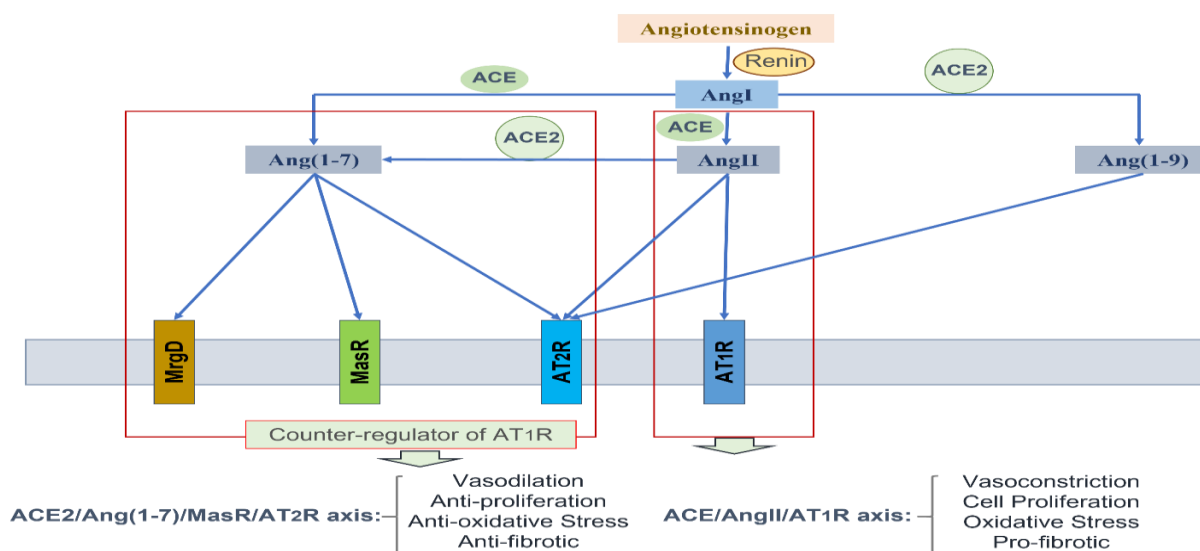 Angiotensinogen
Renin
ACE
ACE2
AngI
ACE2
ACE
Ang(1-7)
AngII
Ang(1-9)
MrgD
MasR
AT2R
AT1R
Counter-regulator of AT1R
ACE2/Ang(1-7)/MasR/AT2R axis:
Vasodilation
Anti-proliferation
Anti-oxidative Stress
Anti-fibrotic
ACE/AngII/AT1R axis:
Vasoconstriction
Cell Proliferation
Oxidative Stress
Pro-fibrotic